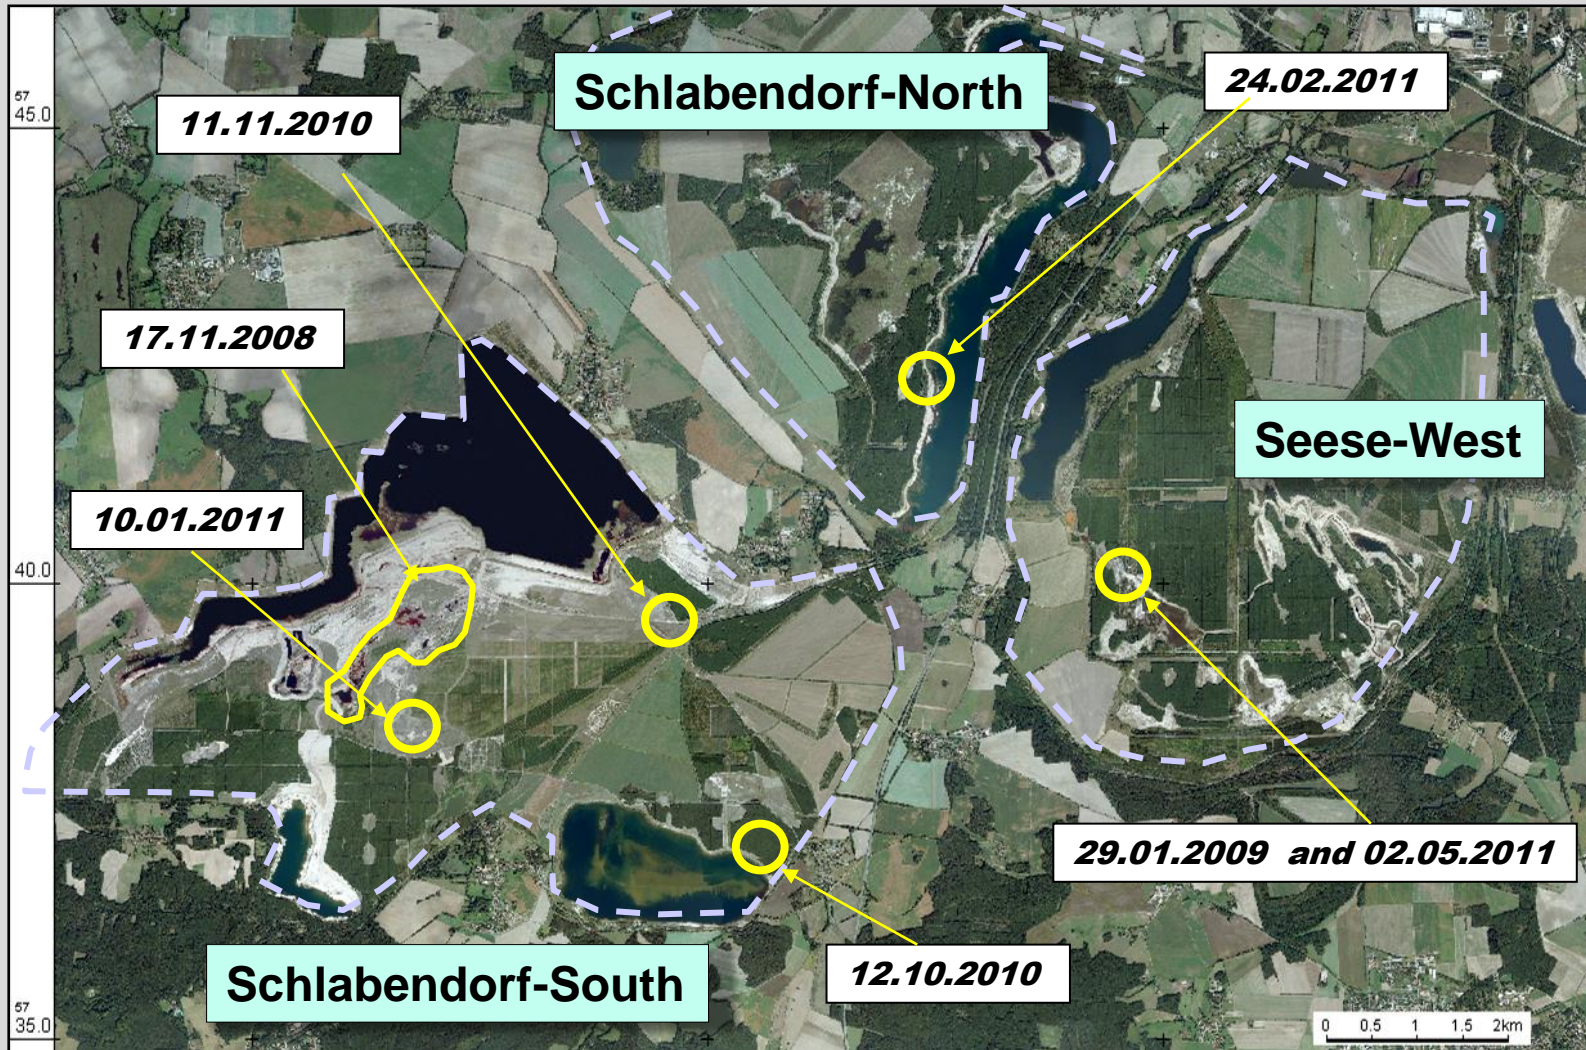 Schlabendorf-North
24.02.2011
57
45.0
11.11.2010
17.11.2008
Seese-West
10.01.2011
40.0
29.01.2009 and 02.05.2011
12.10.2010
Schlabendorf-South
57
35.0
0 0.5 1 1.5 2km